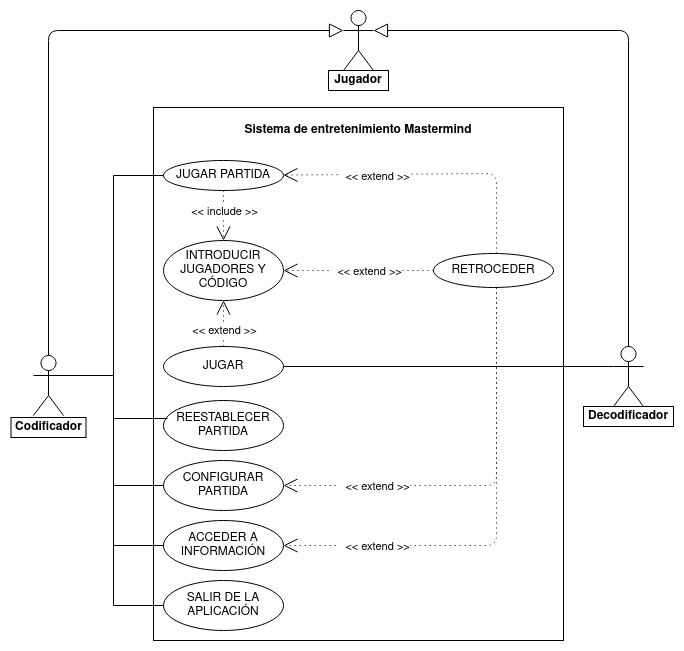 Jugador
Sistema de entretenimiento Mastermind
JUGAR PARTIDA
<< extend >>
<< include >>
INTRODUCIR
JUGADORES Y
CÓDIGO
<< extend >>
RETROCEDER
<< extend >>
JUGAR
Codificador
Decodificador
REESTABLECER
PARTIDA
CONFIGURAR
PARTIDA
<< extend >>
ACCEDER A
INFORMACIÓN
<< extend >>
SALIR DE LA
APLICACIÓN